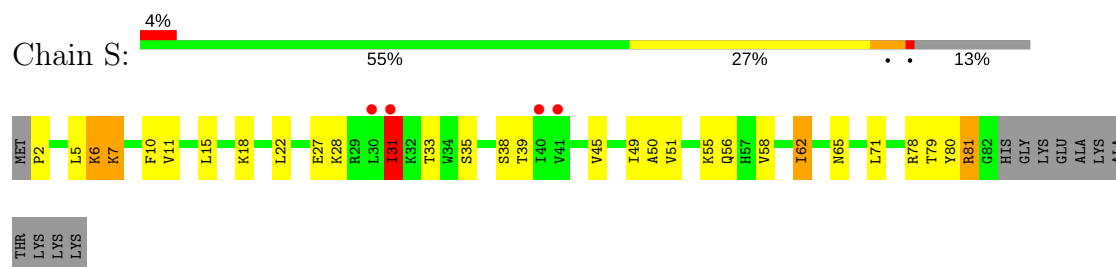 4%
Chain S:
55% 27% • • 13%
MET P2 L5 K6 K7 F10 V11 L15 K18 L22 E27 K28 R29 L30 I31 K32 T33 W34 S35 S38 T39 I40 V41 V45 I49 A50 V51 K55 Q56 H57 V58 I62 N65 L71 R78 T79 Y80 R81 G82 HIS GLY LYS GLU ALA LYS ALA
THR LYS LYS LYS